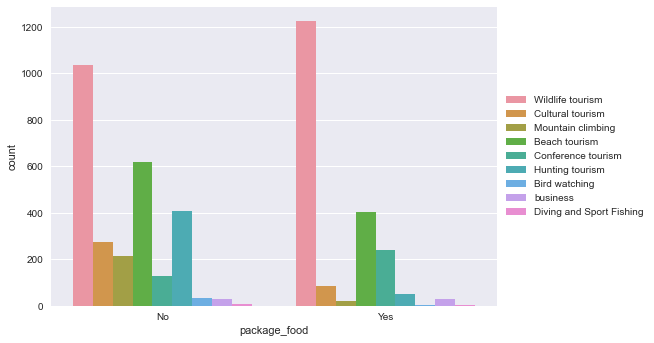 1200
1000
800
600
400
200
0
count
No
Yes
package_food
Wildlife tourism
Cultural tourism
Mountain climbing
Beach tourism
Conference tourism
Hunting tourism
Bird watching
business
Diving and Sport Fishing